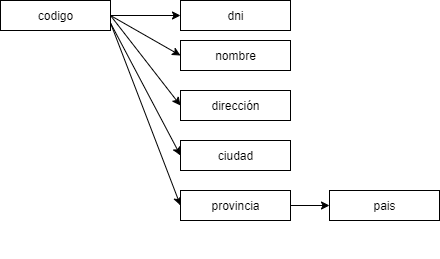 codigo
dni
nombre
dirección
ciudad
provincia
pais